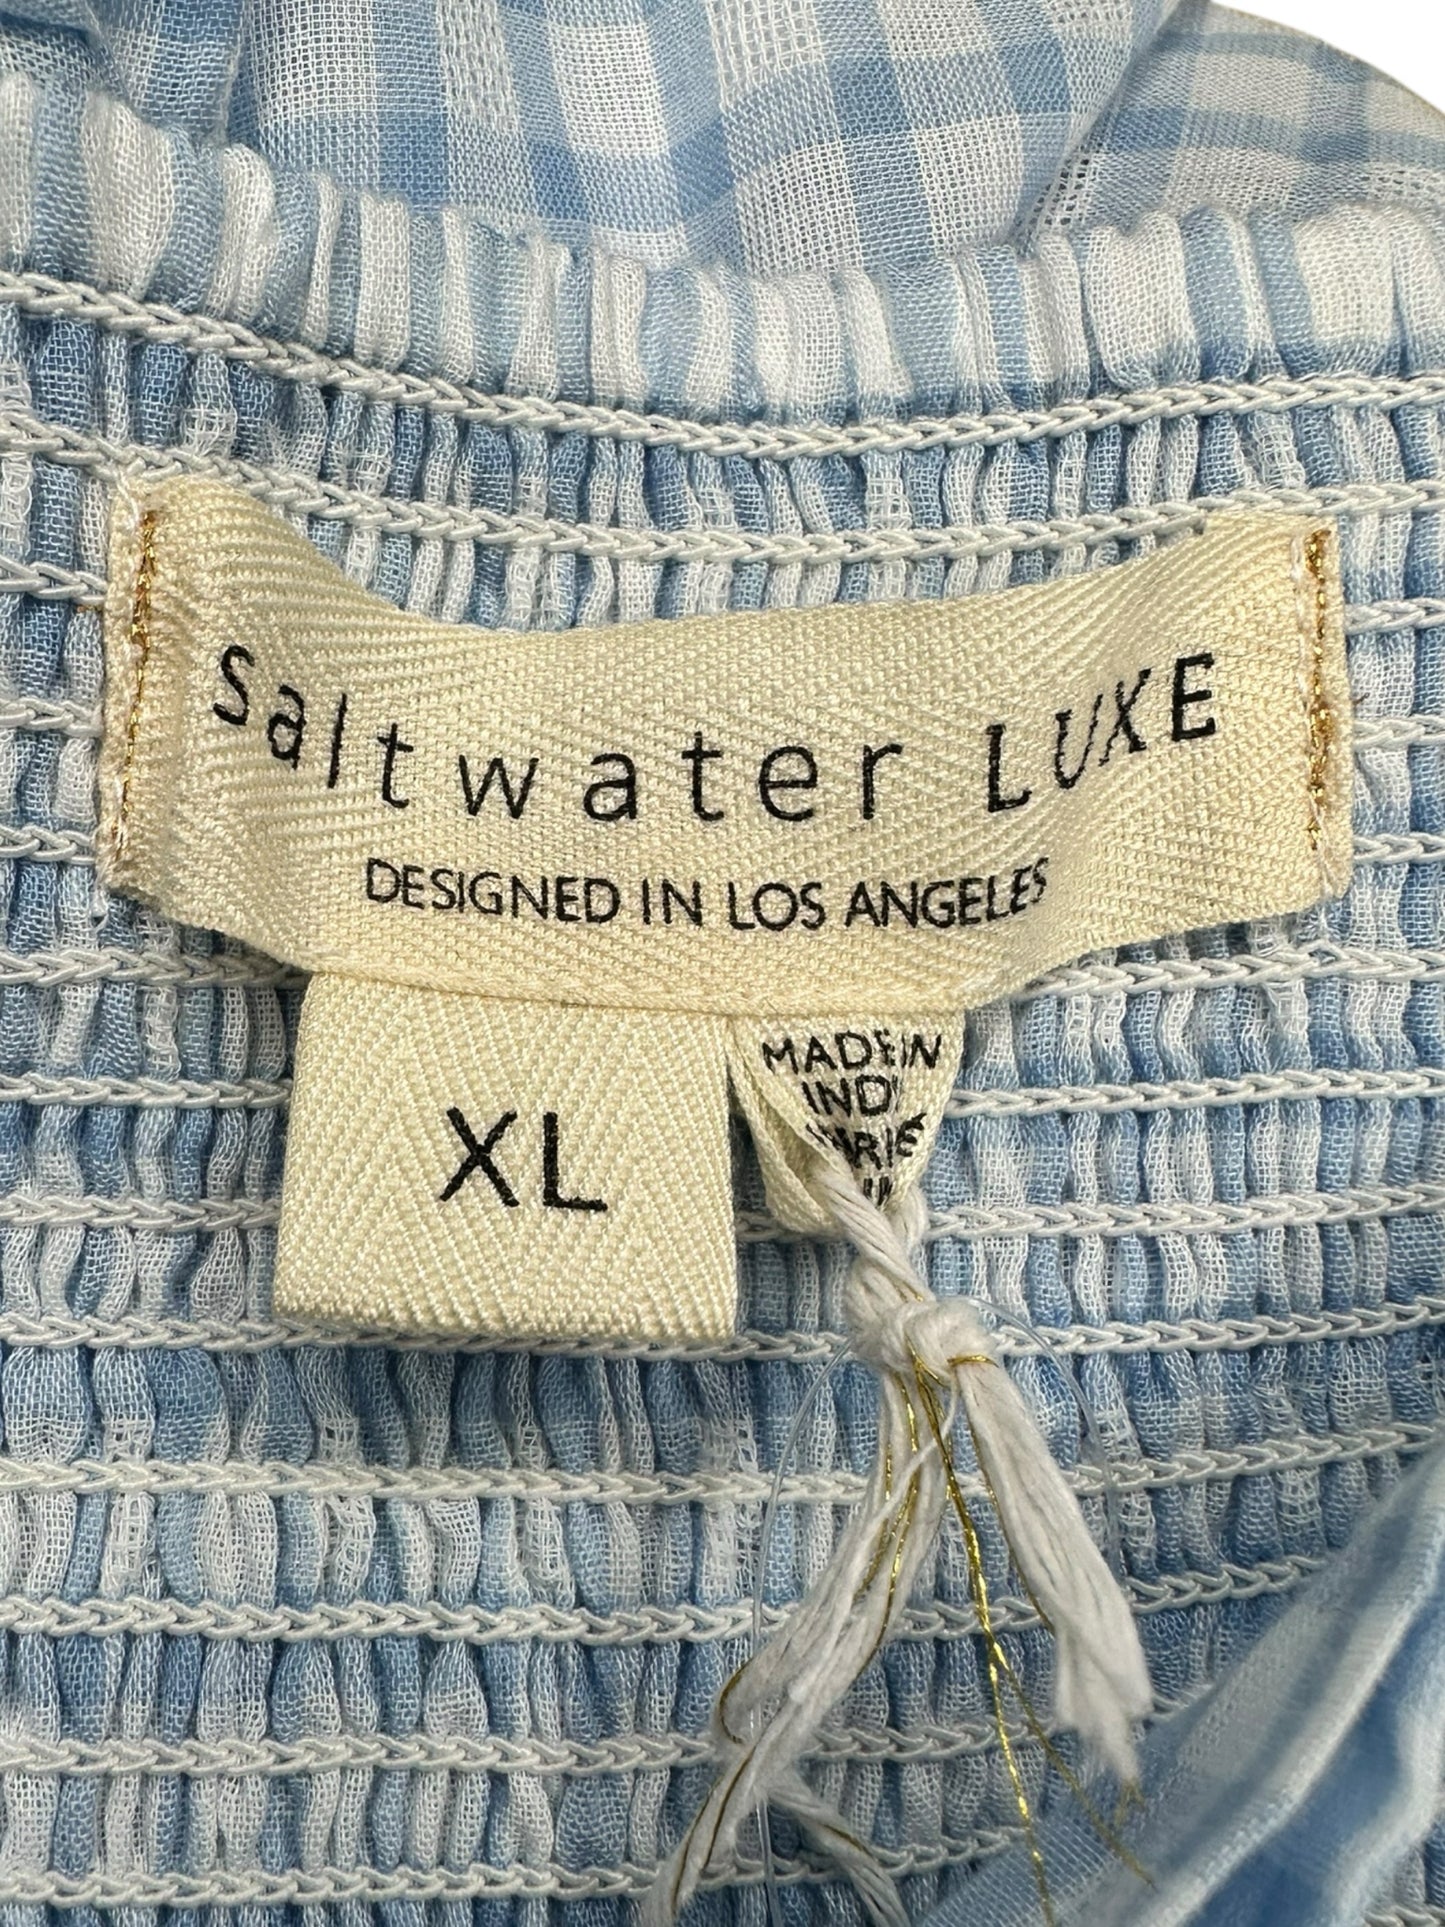 saltwater LUXE
DESIGNED IN LOS ANGELES
XL
MADE IN